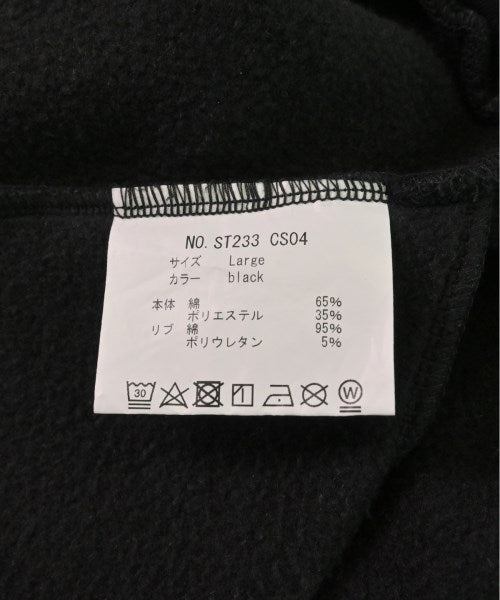 NO. ST233 CS04
サイズ Large
カラー black
本体 綿 65%
ポリエステル 35%
リブ 綿 95%
ポリウレタン 5%
30 W